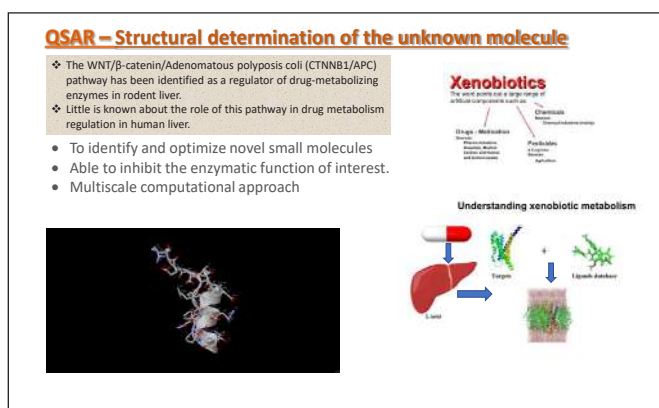 QSAR – Structural determination of the unknown molecule
❖ The WNT/β-catenin/Adenomatous polyposis coli (CTNNB1/APC)
pathway has been identified as a regulator of drug-metabolizing
enzymes in rodent liver.
❖ Little is known about the role of this pathway in drug metabolism
regulation in human liver.
• To identify and optimize novel small molecules
• Able to inhibit the enzymatic function of interest.
• Multiscale computational approach
Xenobiotics
The word points out a large range of
artificial components such as:
Chemicals
Drugs - Medication
Pesticides
Agriculture
Understanding xenobiotic metabolism
+
Target
Ligands database
Liver